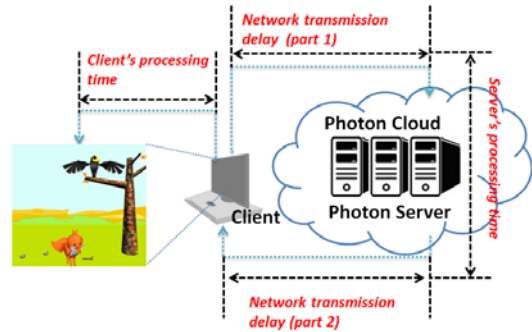 Network transmission
delay (part 1)
Client's processing
time
Server's processing time
Photon Cloud
Photon Server
Client
Network transmission
delay (part 2)